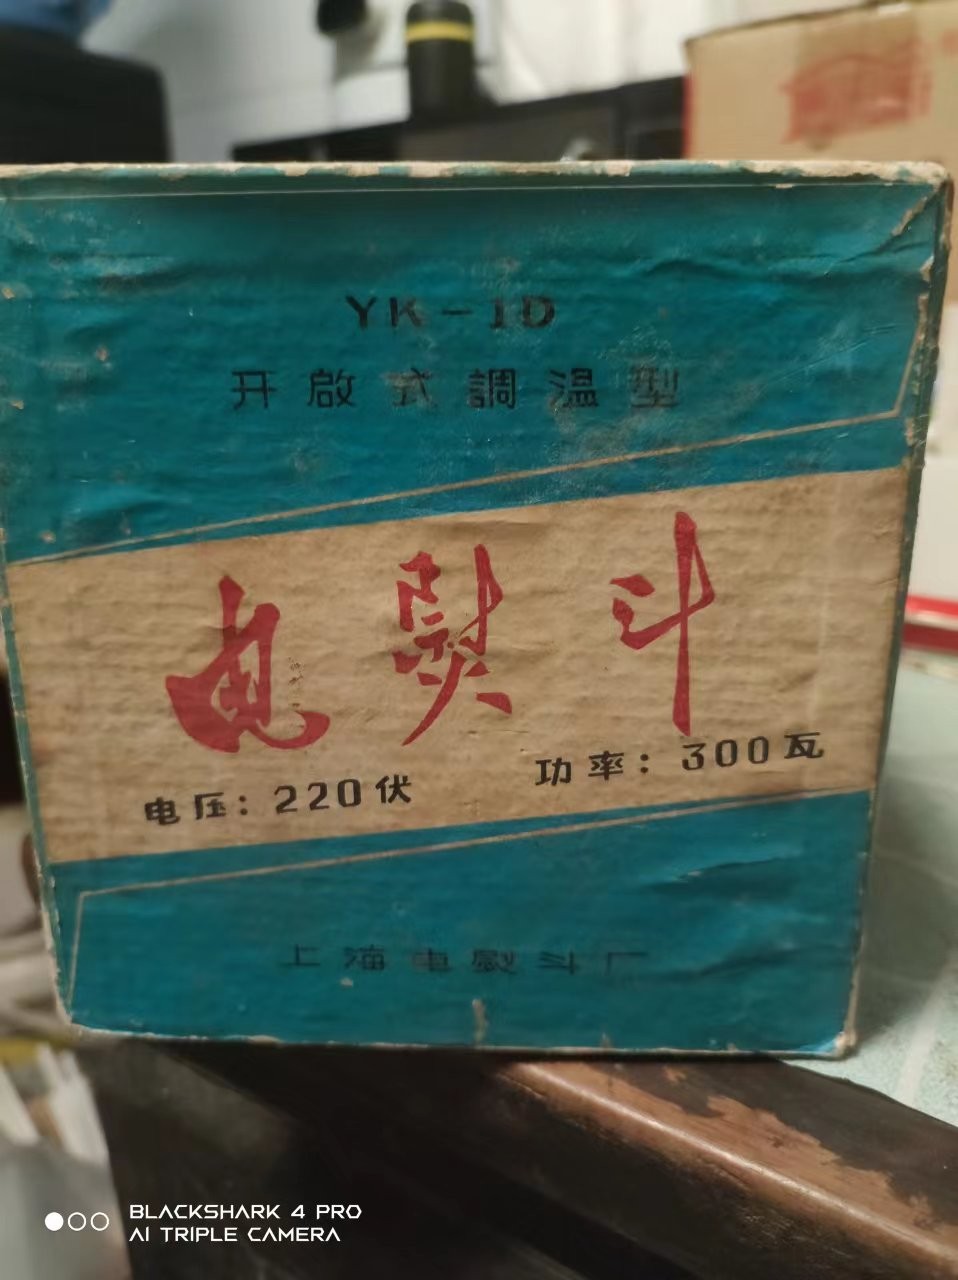 YK-1D
开啟式調温型
电熨斗
电压：220伏
功率：300瓦
上海电熨斗厂
BLACKSHARK 4 PRO
AI TRIPLE CAMERA